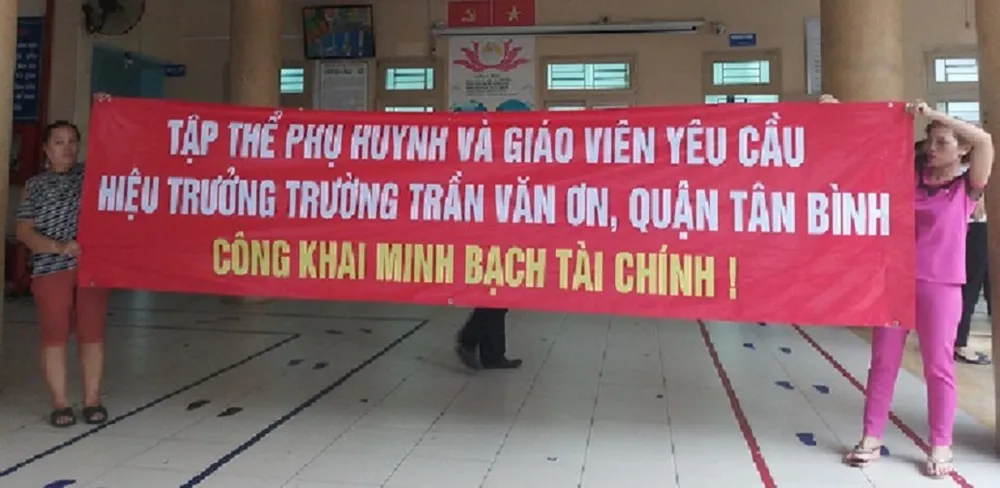 TẬP THỂ PHỤ HUYNH VÀ GIÁO VIÊN YÊU CẦU
HIỆU TRƯỞNG TRƯỜNG TRẦN VĂN ƠN, QUẬN TÂN BÌNH
CÔNG KHAI MINH BẠCH TÀI CHÍNH !